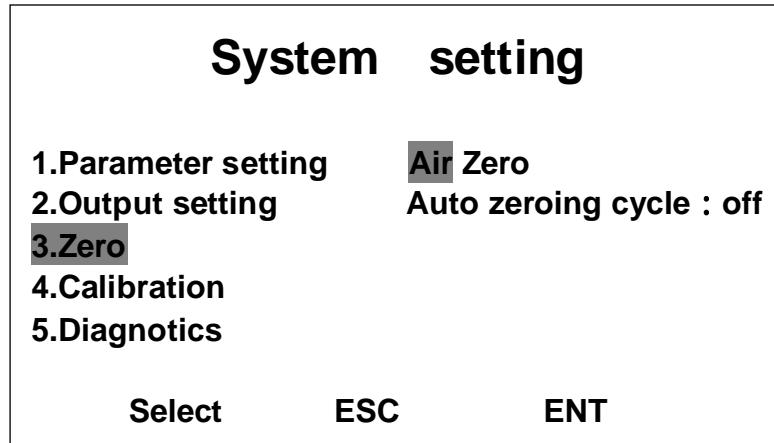 System setting
1.Parameter setting Air Zero
2.Output setting Auto zeroing cycle：off
3.Zero
4.Calibration
5.Diagnotics
Select ESC ENT